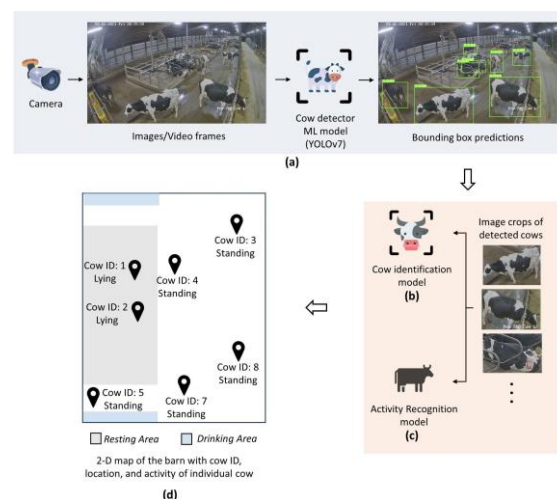 Camera
Images/Video frames
Cow detector
ML model
(YOLOv7)
Bounding box predictions
(a)
Image crops of
detected cows
Cow identification
model
(b)
Activity Recognition
model
(c)
Cow ID: 3
Standing
Cow ID: 1
Lying
Cow ID: 4
Standing
Cow ID: 2
Lying
Cow ID: 8
Standing
Cow ID: 5
Standing
Cow ID: 7
Standing
Resting Area
Drinking Area
2-D map of the barn with cow ID,
location, and activity of individual cow
(d)